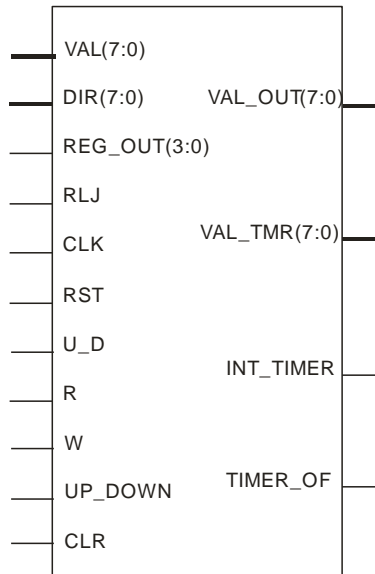 VAL(7:0)
DIR(7:0)
REG_OUT(3:0)
RLJ
CLK
RST
U_D
R
W
UP_DOWN
CLR
VAL_OUT(7:0)
VAL_TMR(7:0)
INT_TIMER
TIMER_OF